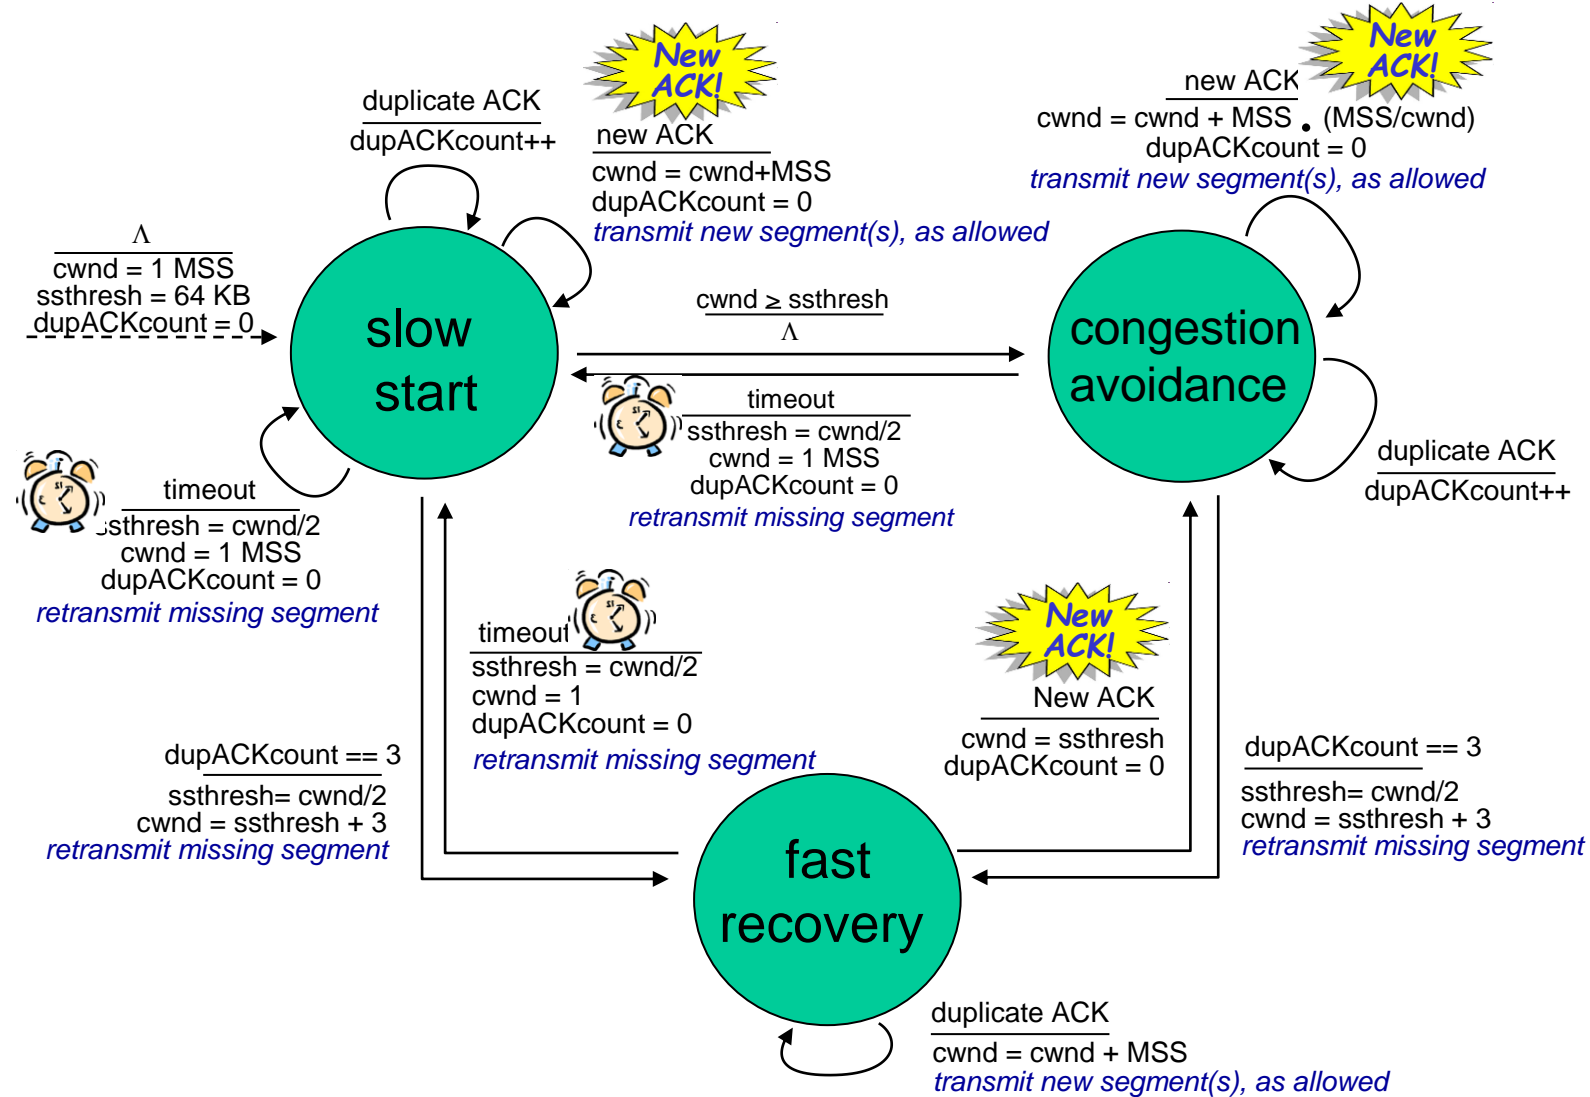 New
ACK!
duplicate ACK
dupACKcount++
new ACK
cwnd = cwnd+MSS
dupACKcount = 0
transmit new segment(s), as allowed
New
ACK!
new ACK
cwnd = cwnd + MSS • (MSS/cwnd)
dupACKcount = 0
transmit new segment(s), as allowed
Λ
cwnd = 1 MSS
ssthresh = 64 KB
dupACKcount = 0
slow
start
cwnd ≥ ssthresh
Λ
congestion
avoidance
timeout
ssthresh = cwnd/2
cwnd = 1 MSS
dupACKcount = 0
retransmit missing segment
duplicate ACK
dupACKcount++
timeout
ssthresh = cwnd/2
cwnd = 1 MSS
dupACKcount = 0
retransmit missing segment
timeout
ssthresh = cwnd/2
cwnd = 1
dupACKcount = 0
retransmit missing segment
New
ACK!
New ACK
cwnd = ssthresh
dupACKcount = 0
dupACKcount == 3
ssthresh= cwnd/2
cwnd = ssthresh + 3
retransmit missing segment
dupACKcount == 3
ssthresh= cwnd/2
cwnd = ssthresh + 3
retransmit missing segment
fast
recovery
duplicate ACK
cwnd = cwnd + MSS
transmit new segment(s), as allowed